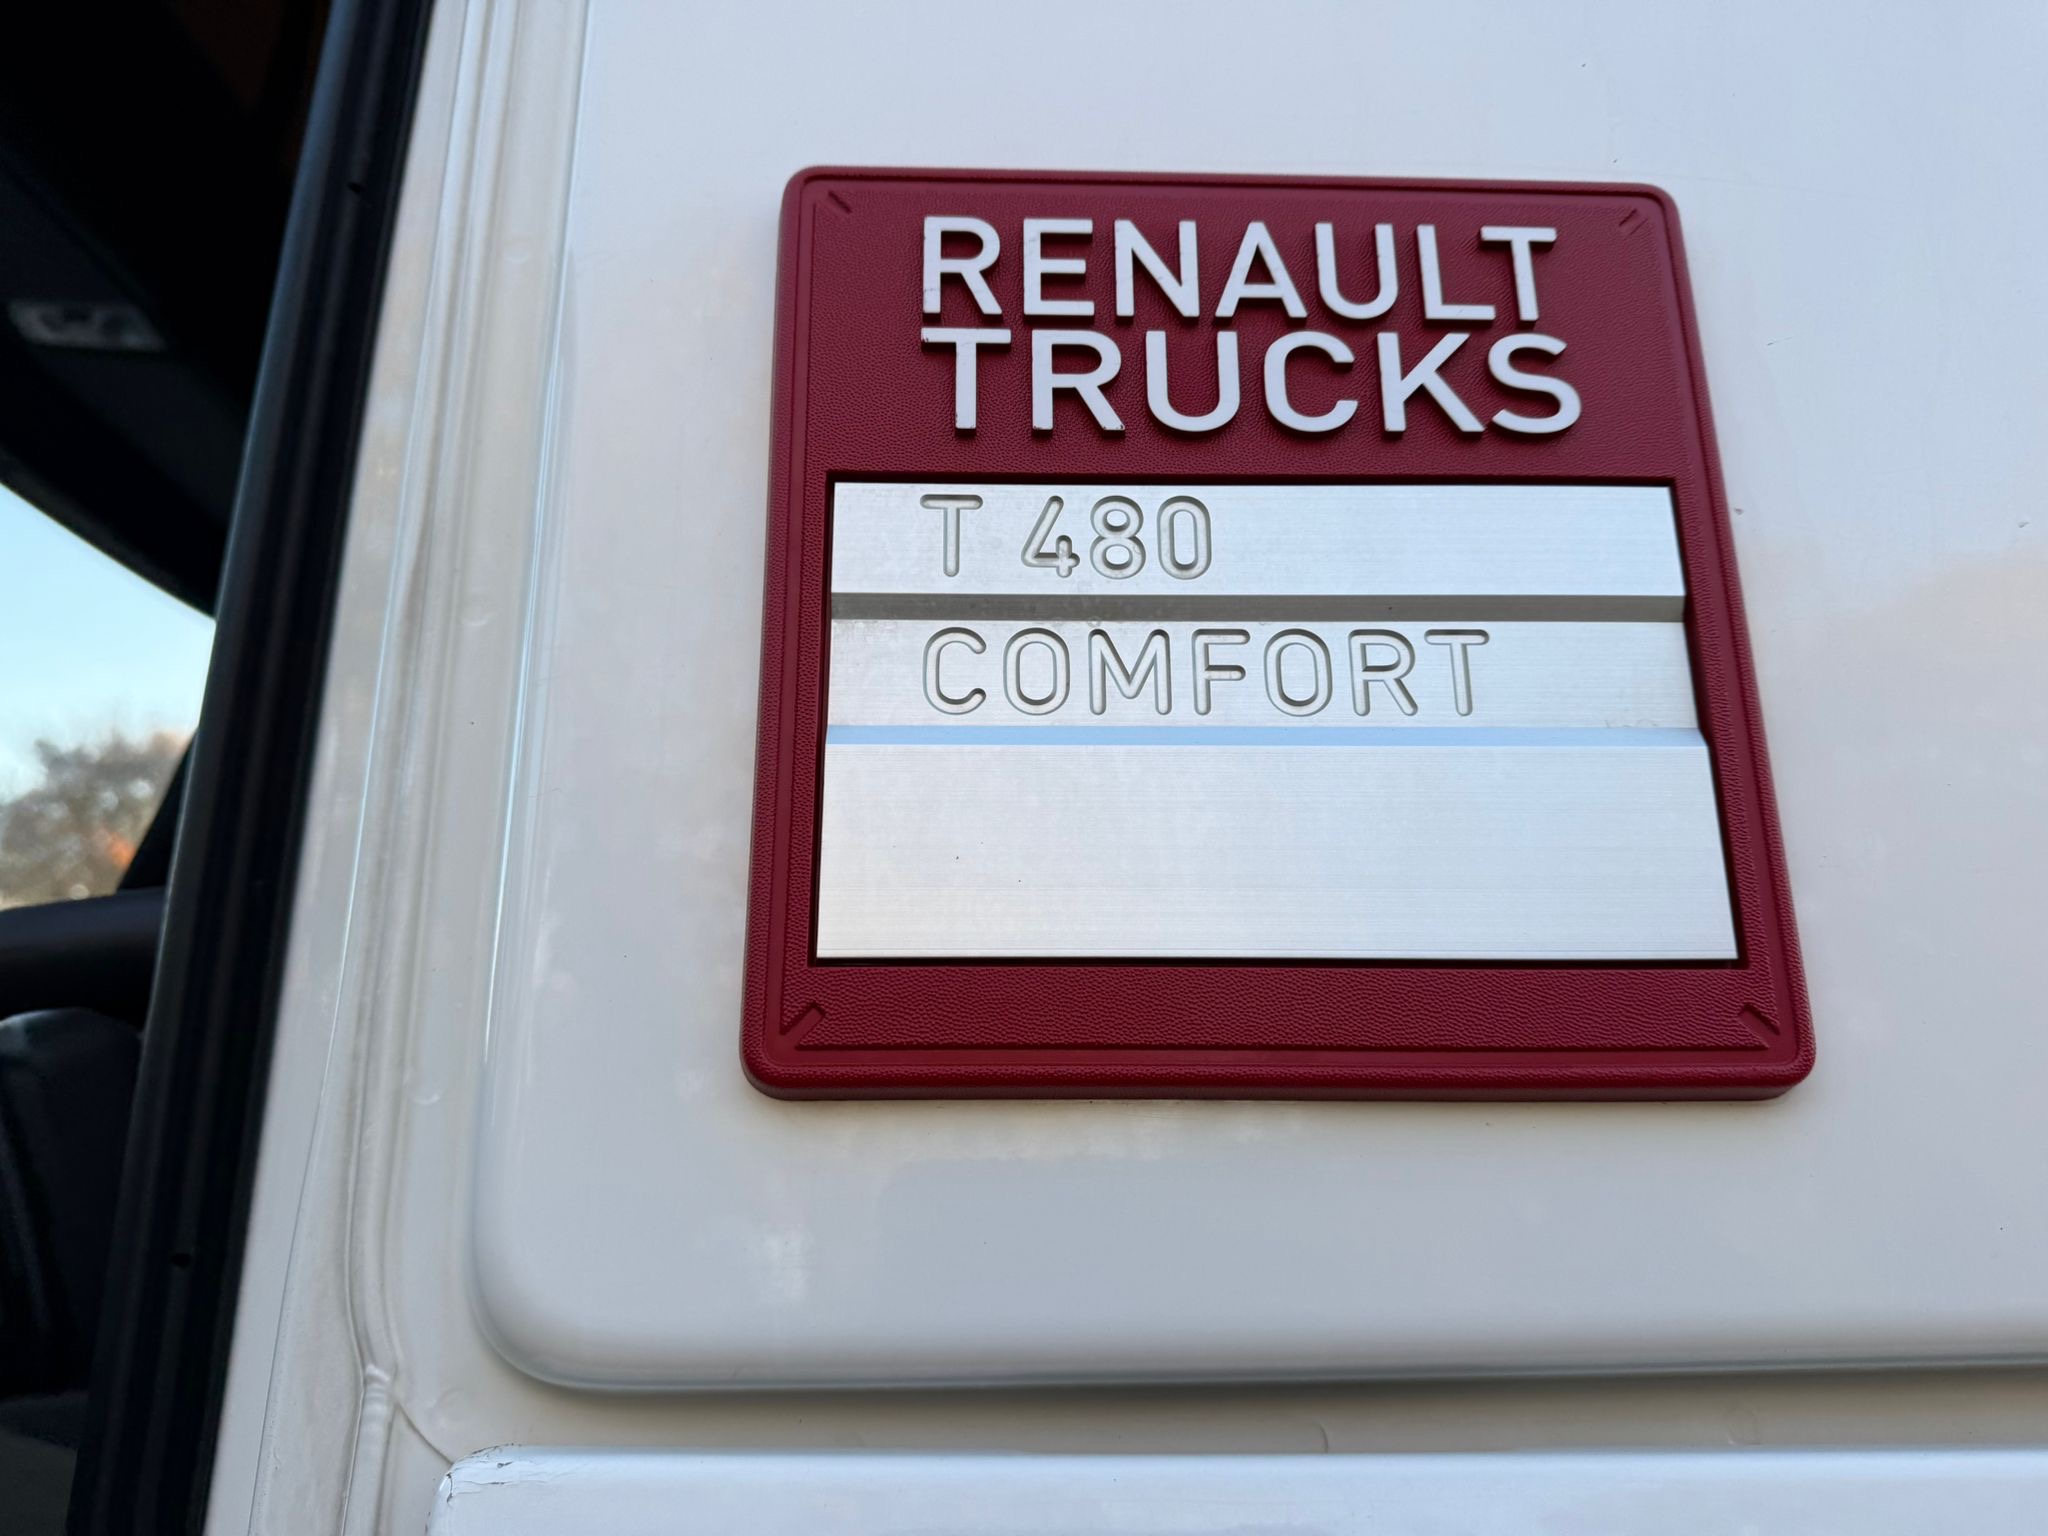 RENAULT
TRUCKS
T 480
COMFORT